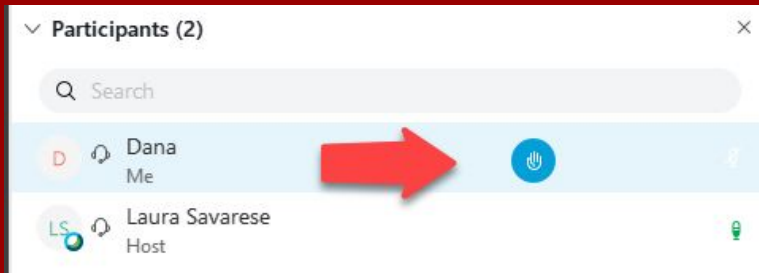 Participants (2)
Search
D Dana
Me
LS Laura Savarese
Host